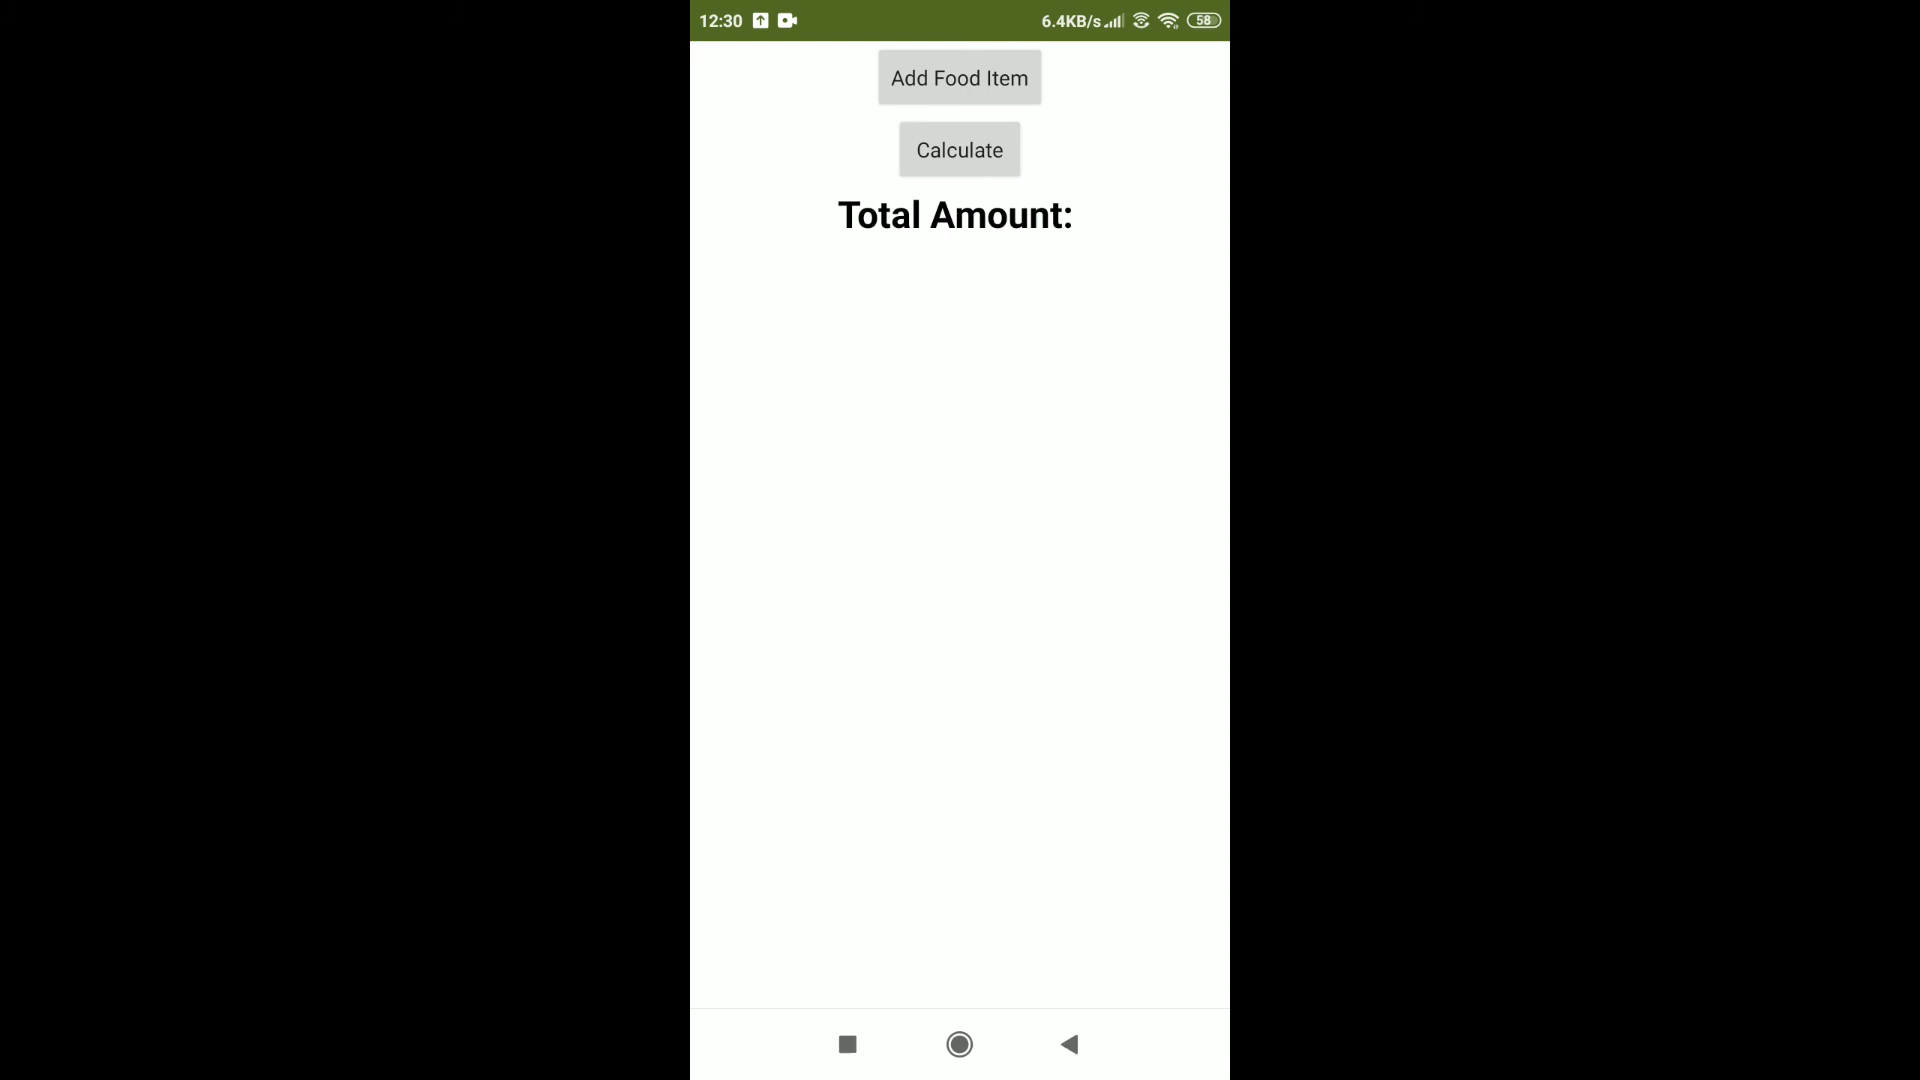 12:30 6.4KB/s 58
Add Food Item
Calculate
Total Amount: